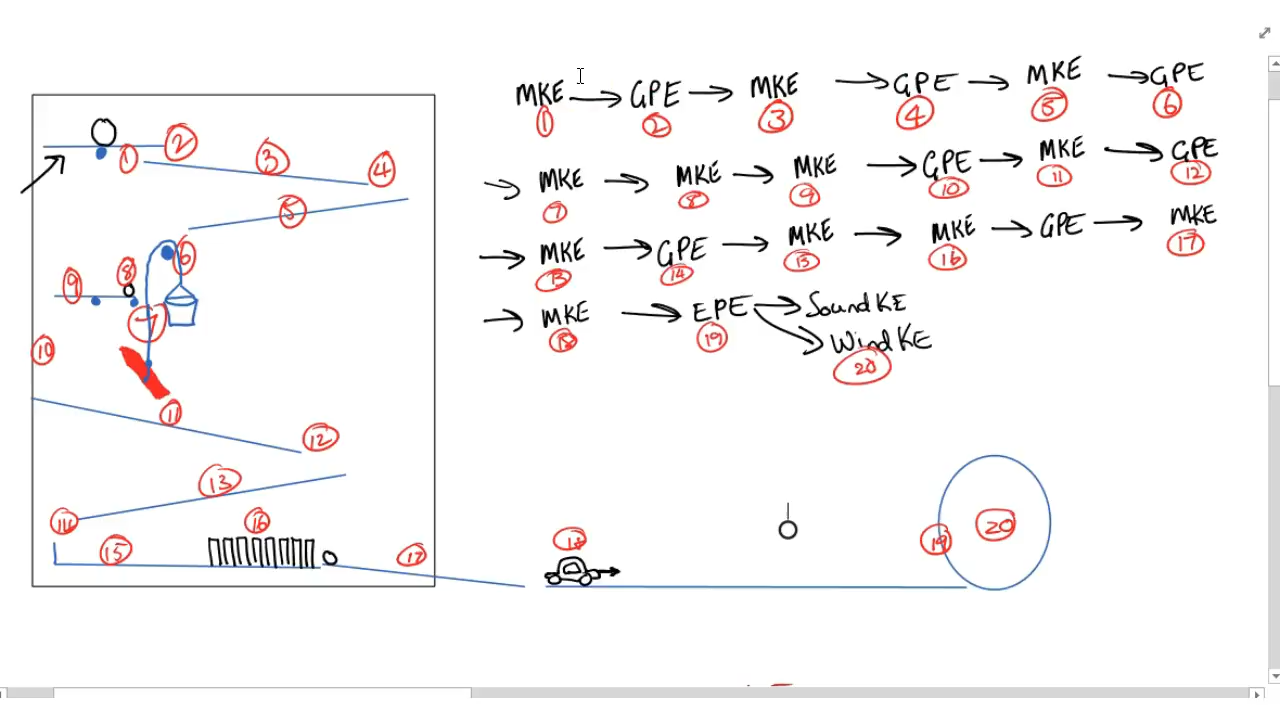 MKE → GPE → MKE → GPE → MKE → GPE
1 2 3 4 5 6
→ MKE → MKE → MKE → GPE → MKE → GPE
7 8 9 10 11 12
→ MKE → GPE → MKE → MKE → GPE → MKE
13 14 15 16 17
→ MKE → EPE → Sound KE
Wind KE
18 19 20
1 2 3 4
5
6
9 8
7
10
11
12
13
14 15 16 17
18 19 20